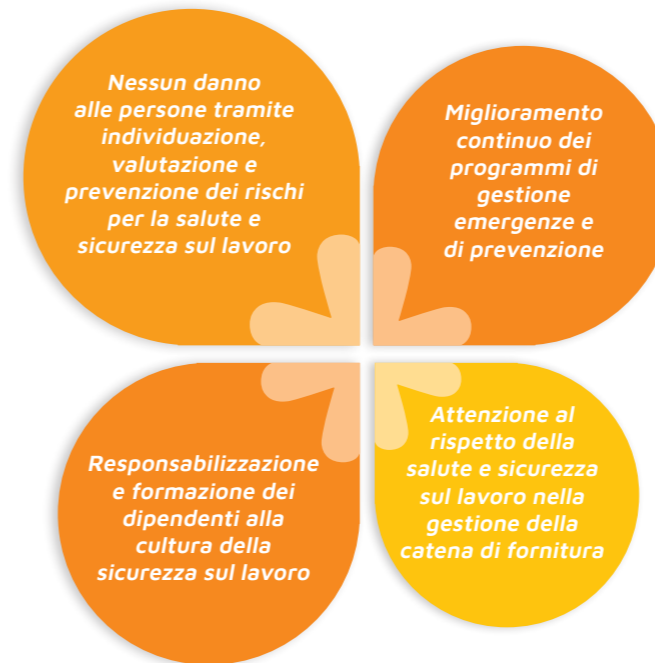 Nessun danno
alle persone tramite
individuazione,
valutazione e
prevenzione dei rischi
per la salute e
sicurezza sul lavoro
Miglioramento
continuo dei
programmi di
gestione
emergenze e
di prevenzione
Responsabilizzazione
e formazione dei
dipendenti alla
cultura della
sicurezza sul lavoro
Attenzione al
rispetto della
salute e sicurezza
sul lavoro nella
gestione della
catena di fornitura